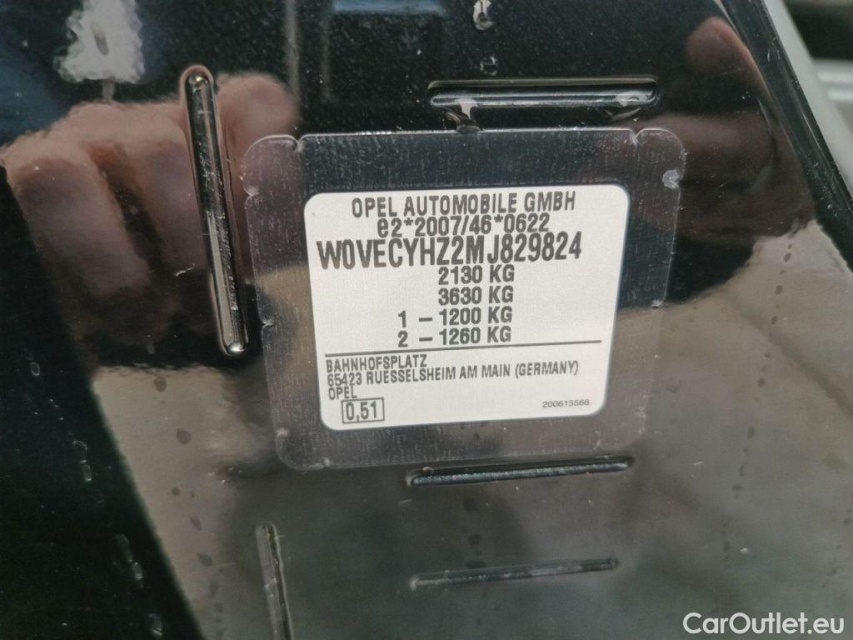 OPEL AUTOMOBILE GMBH
e2*2007/46*0622
W0VECYHZ2MJ829824
2130 KG
3630 KG
1 - 1200 KG
2 - 1260 KG
BAHNHOFSPLATZ
65423 RUESSELSHEIM AM MAIN (GERMANY)
OPEL
0,51
200615566
CarOutlet.eu